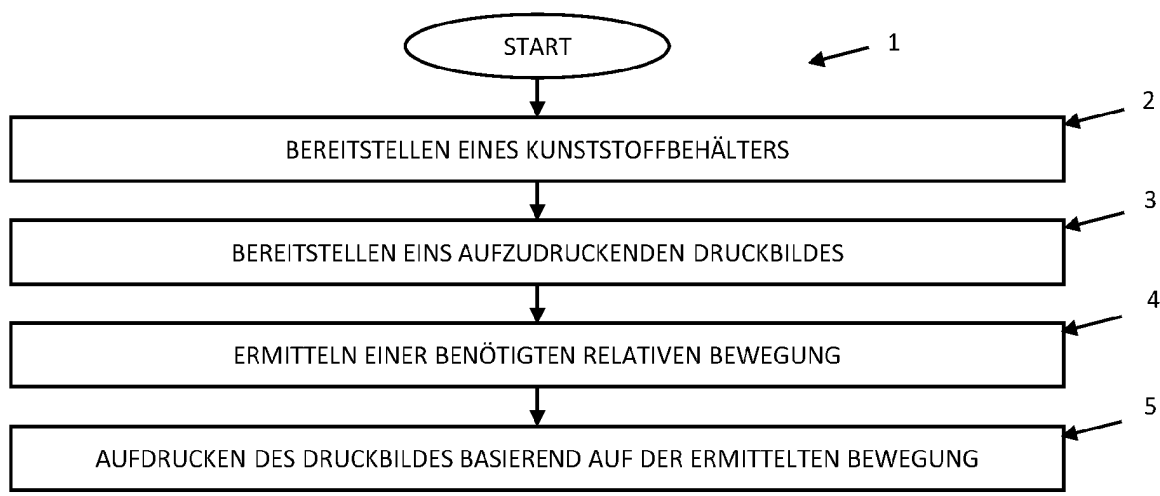 START
1
2
BEREITSTELLEN EINES KUNSTSTOFFBEHÄLTERS
3
BEREITSTELLEN EINS AUFZUDRUCKENDEN DRUCKBILDES
4
ERMITTELN EINER BENÖTIGTEN RELATIVEN BEWEGUNG
5
AUFDRUCKEN DES DRUCKBILDES BASIEREND AUF DER ERMITTELTEN BEWEGUNG